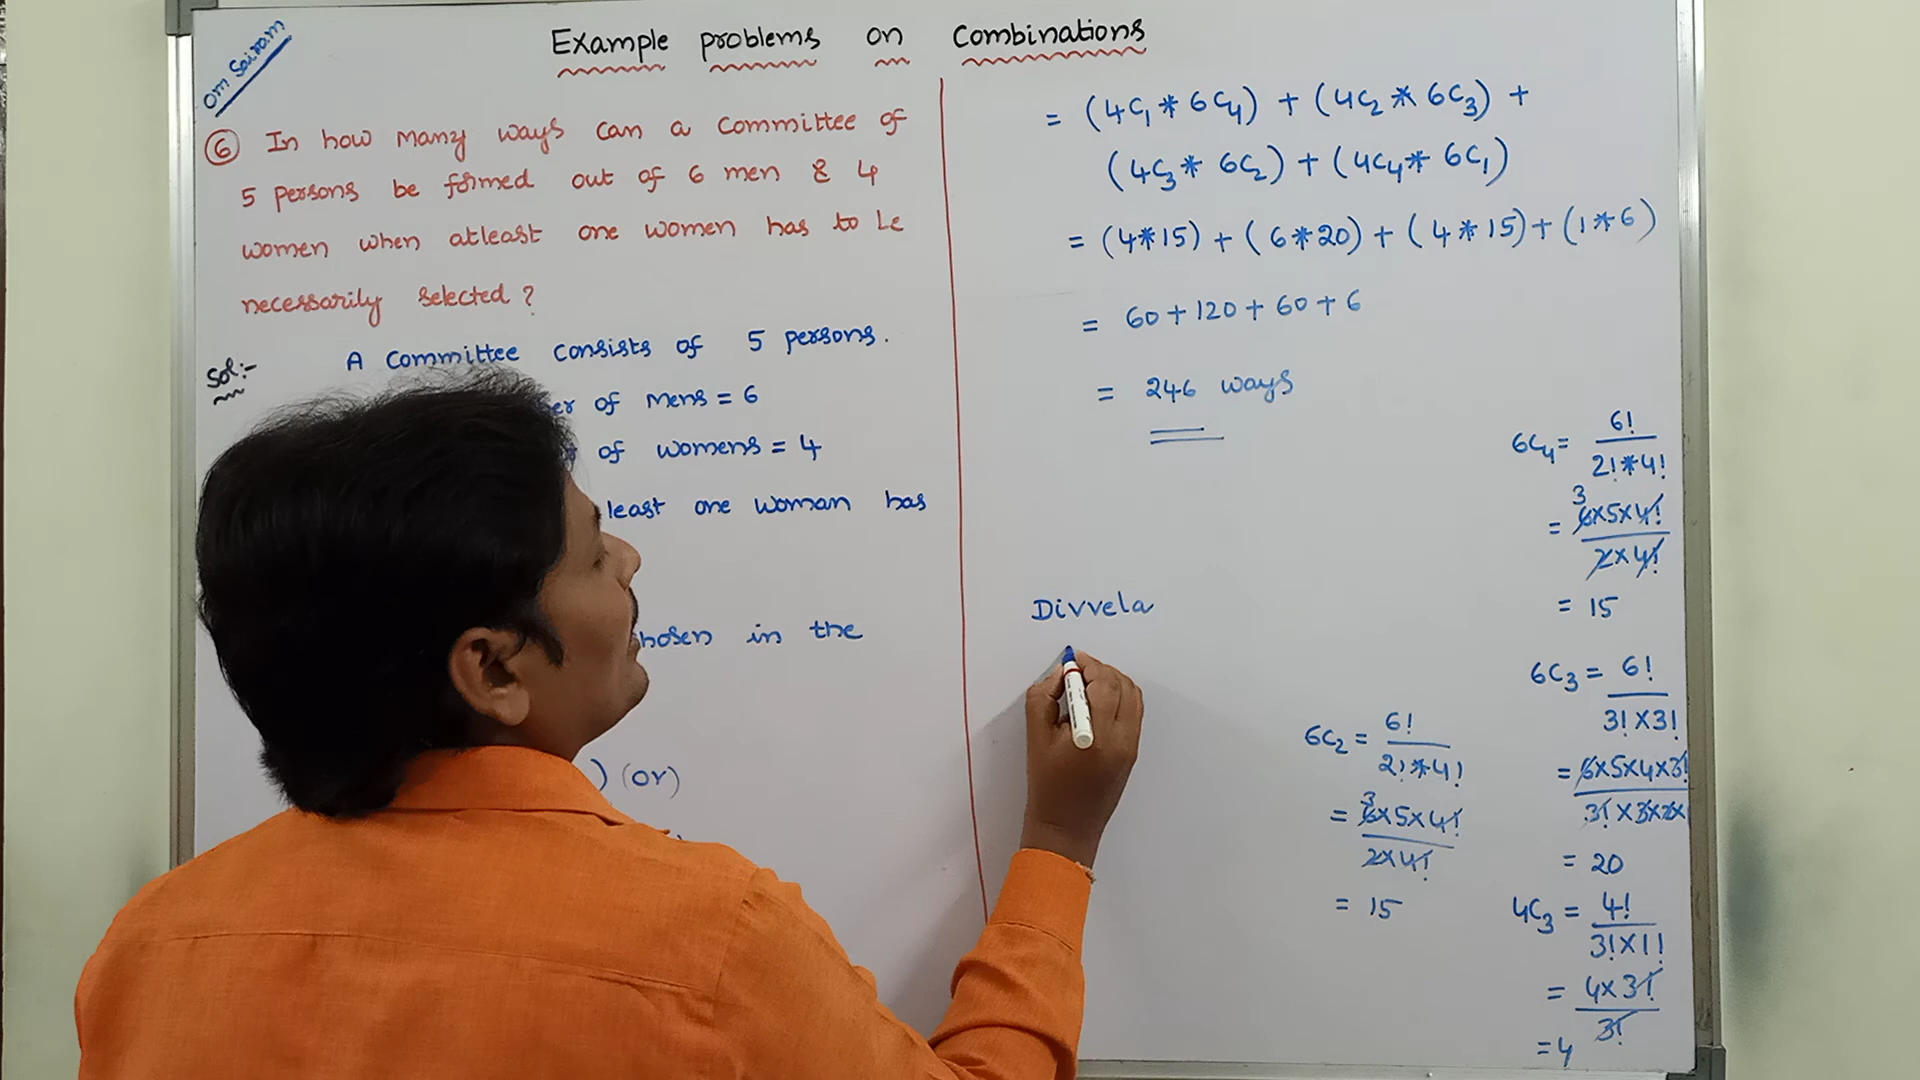 Om Sairam
Example problems on Combinations
6 In how many ways can a Committee of
5 persons be formed out of 6 men & 4
women when atleast one women has to be
necessarily selected?
Sol:- A Committee consists of 5 persons.
of mens = 6
of womens = 4
least one woman has
in the
) (or)
= (4C₁ * 6C₄) + (4C₂ * 6C₃) +
(4C₃ * 6C₂) + (4C₄ * 6C₁)
= (4*15) + (6*20) + (4*15) + (1*6)
= 60+120+60+6
= 246 ways
Divvela
6C₂ = 6!
2!*4!
= 3
6x5x4!
2x4!
= 15
6C₄ = 6!
2!*4!
3
= 6x5x4!
2x4!
= 15
6C₃ = 6!
3!x3!
= 6x5x4x3!
3!x3x2x
= 20
4C₃ = 4!
3!x1!
= 4x3!
3!
=4